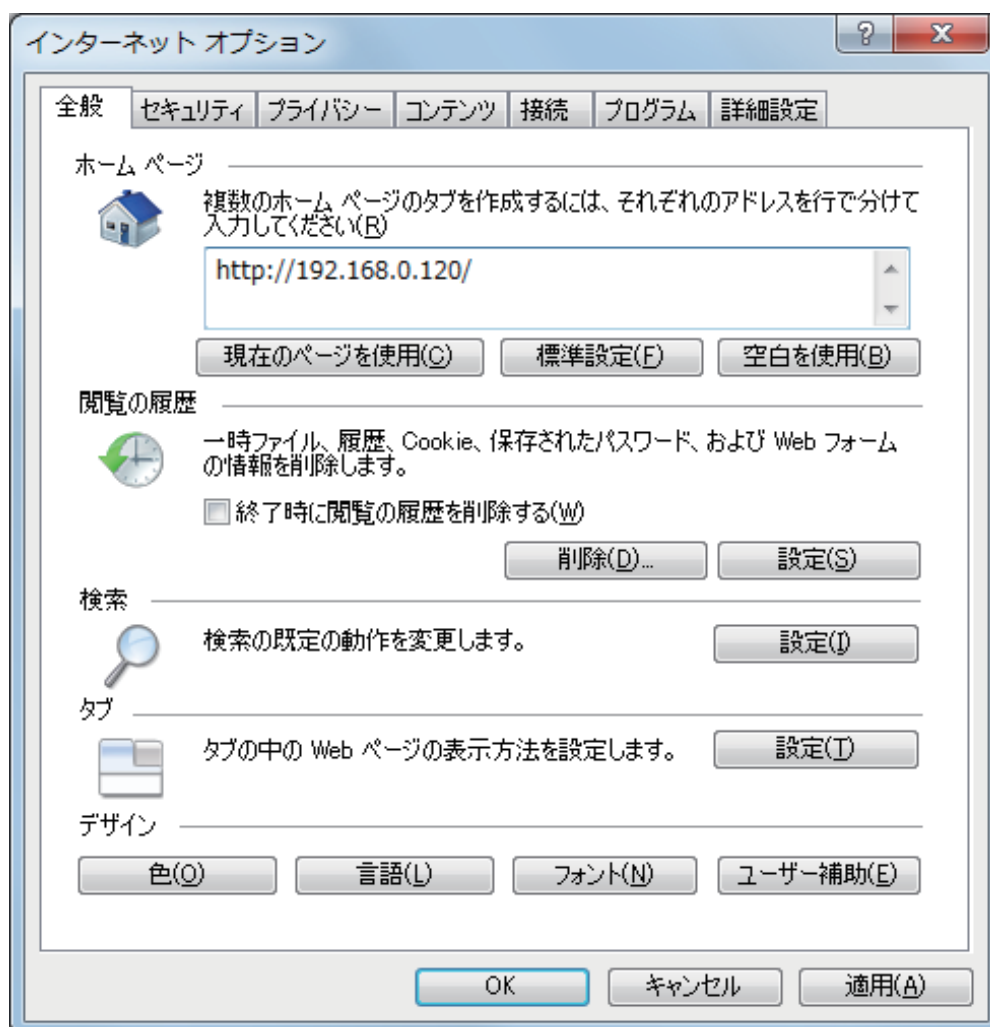 インターネット オプション
全般 セキュリティ プライバシー コンテンツ 接続 プログラム 詳細設定
ホーム ページ
複数のホーム ページのタブを作成するには、それぞれのアドレスを行で分けて
入力してください(R)
http://192.168.0.120/
現在のページを使用(C) 標準設定(F) 空白を使用(B)
閲覧の履歴
一時ファイル、履歴、Cookie、保存されたパスワード、および Web フォーム
の情報を削除します。
終了時に閲覧の履歴を削除する(W)
削除(D)... 設定(S)
検索
検索の既定の動作を変更します。 設定(I)
タブ
タブの中の Web ページの表示方法を設定します。 設定(T)
デザイン
色(O) 言語(L) フォント(N) ユーザー補助(E)
OK キャンセル 適用(A)